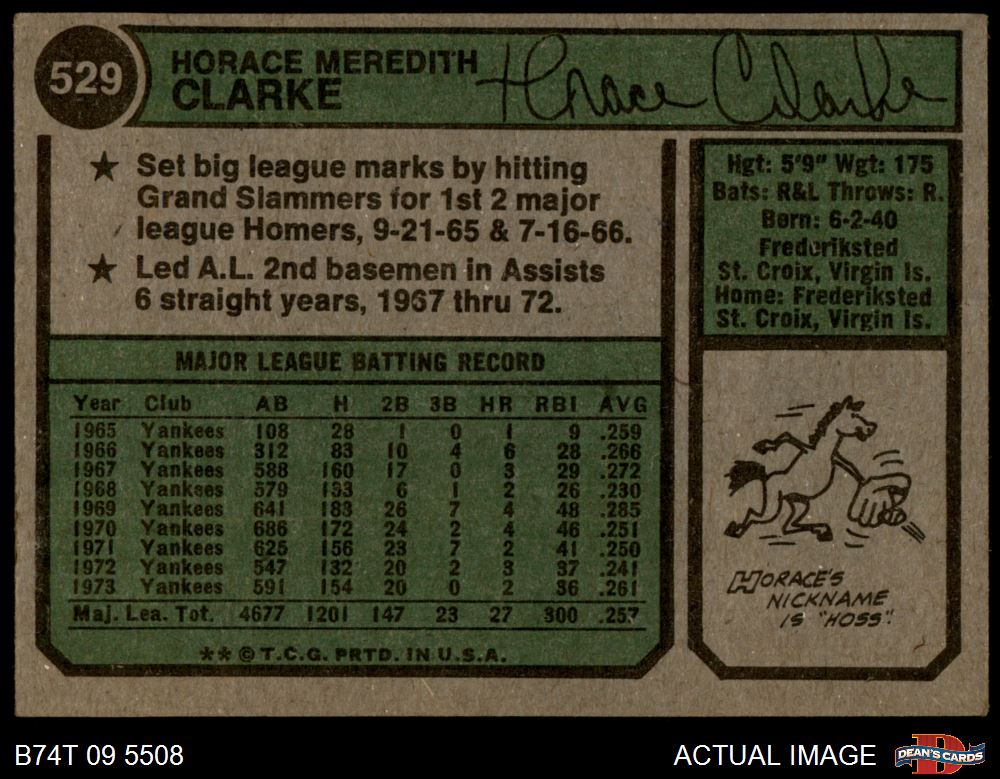 529
HORACE MEREDITH
CLARKE
Horace Clarke
★ Set big league marks by hitting
Grand Slammers for 1st 2 major
league Homers, 9-21-65 & 7-16-66.
★ Led A.L. 2nd basemen in Assists
6 straight years, 1967 thru 72.
Hgt: 5'9" Wgt: 175
Bats: R&L Throws: R.
Born: 6-2-40
Frederiksted
St. Croix, Virgin Is.
Home: Frederiksted
St. Croix, Virgin Is.
MAJOR LEAGUE BATTING RECORD
Year Club AB H 2B 3B HR RBI AVG
1965 Yankees 108 28 1 0 1 9 .259
1966 Yankees 312 83 10 4 6 28 .266
1967 Yankees 588 160 17 0 3 29 .272
1968 Yankees 579 133 6 1 2 26 .230
1969 Yankees 641 183 26 7 4 48 .285
1970 Yankees 686 172 24 2 4 46 .251
1971 Yankees 625 156 23 7 2 41 .250
1972 Yankees 547 132 20 2 3 37 .241
1973 Yankees 591 154 20 0 2 36 .261
Maj. Lea. Tot. 4677 1201 147 23 27 300 .257
** © T.C.G. PRTD. IN U.S.A.
HORACE'S
NICKNAME
IS "HOSS".
B74T 09 5508
ACTUAL IMAGE
D
DEAN'S CARDS